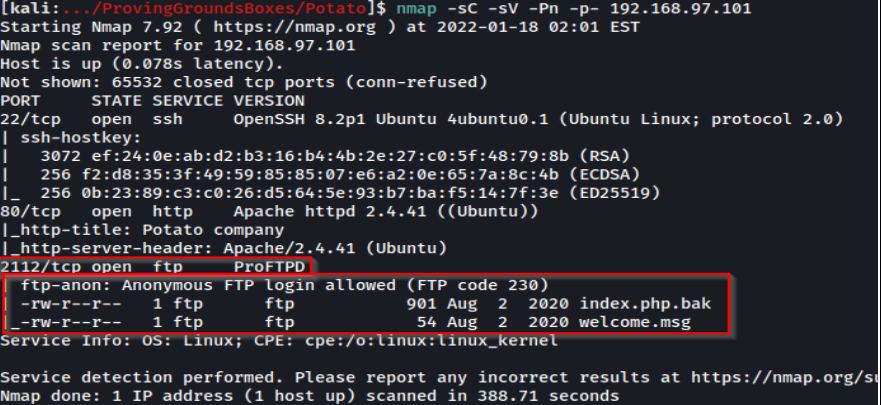 [kali:.../ProvingGroundsBoxes/Potato]$ nmap -sC -sV -Pn -p- 192.168.97.101
Starting Nmap 7.92 ( https://nmap.org ) at 2022-01-18 02:01 EST
Nmap scan report for 192.168.97.101
Host is up (0.078s latency).
Not shown: 65532 closed tcp ports (conn-refused)
PORT     STATE SERVICE VERSION
22/tcp   open  ssh     OpenSSH 8.2p1 Ubuntu 4ubuntu0.1 (Ubuntu Linux; protocol 2.0)
| ssh-hostkey:
|   3072 ef:24:0e:ab:d2:b3:16:b4:4b:2e:27:c0:5f:48:79:8b (RSA)
|   256 f2:d8:35:3f:49:59:85:85:07:e6:a2:0e:65:7a:8c:4b (ECDSA)
|_  256 0b:23:89:c3:c0:26:d5:64:5e:93:b7:ba:f5:14:7f:3e (ED25519)
80/tcp   open  http    Apache httpd 2.4.41 ((Ubuntu))
|_http-title: Potato company
|_http-server-header: Apache/2.4.41 (Ubuntu)
2112/tcp open  ftp     ProFTPD
| ftp-anon: Anonymous FTP login allowed (FTP code 230)
| -rw-r--r--   1 ftp      ftp           901 Aug  2  2020 index.php.bak
|_-rw-r--r--   1 ftp      ftp            54 Aug  2  2020 welcome.msg
Service Info: OS: Linux; CPE: cpe:/o:linux:linux_kernel
Service detection performed. Please report any incorrect results at https://nmap.org/su
Nmap done: 1 IP address (1 host up) scanned in 388.71 seconds